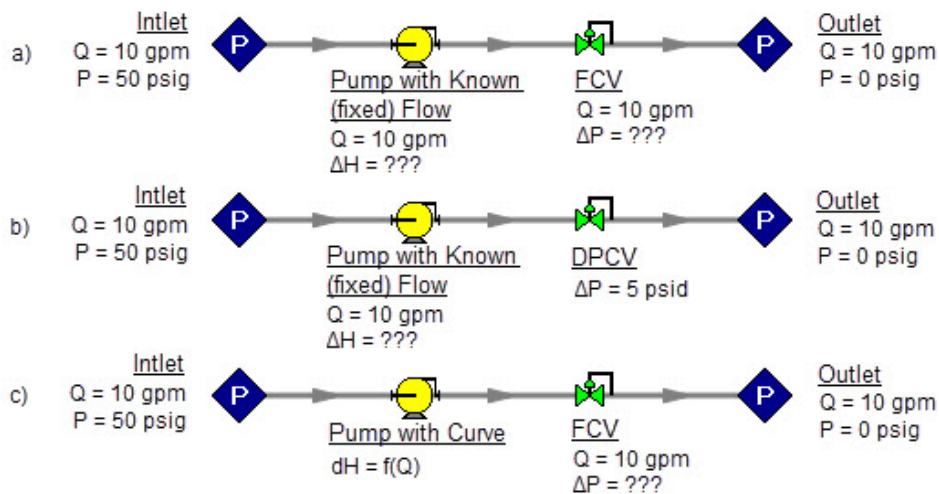 a)
Intlet
Q = 10 gpm
P = 50 psig
P
Pump with Known
(fixed) Flow
Q = 10 gpm
ΔH = ???
FCV
Q = 10 gpm
ΔP = ???
P
Outlet
Q = 10 gpm
P = 0 psig
b)
Intlet
Q = 10 gpm
P = 50 psig
P
Pump with Known
(fixed) Flow
Q = 10 gpm
ΔH = ???
DPCV
ΔP = 5 psid
P
Outlet
Q = 10 gpm
P = 0 psig
c)
Intlet
Q = 10 gpm
P = 50 psig
P
Pump with Curve
dH = f(Q)
FCV
Q = 10 gpm
ΔP = ???
P
Outlet
Q = 10 gpm
P = 0 psig